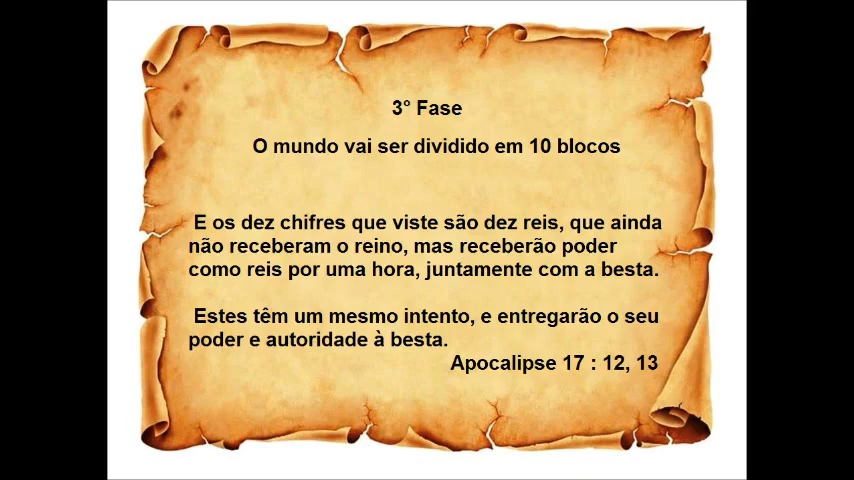 3° Fase
O mundo vai ser dividido em 10 blocos
E os dez chifres que viste são dez reis, que ainda
não receberam o reino, mas receberão poder
como reis por uma hora, juntamente com a besta.
Estes têm um mesmo intento, e entregarão o seu
poder e autoridade à besta.
Apocalipse 17 : 12, 13